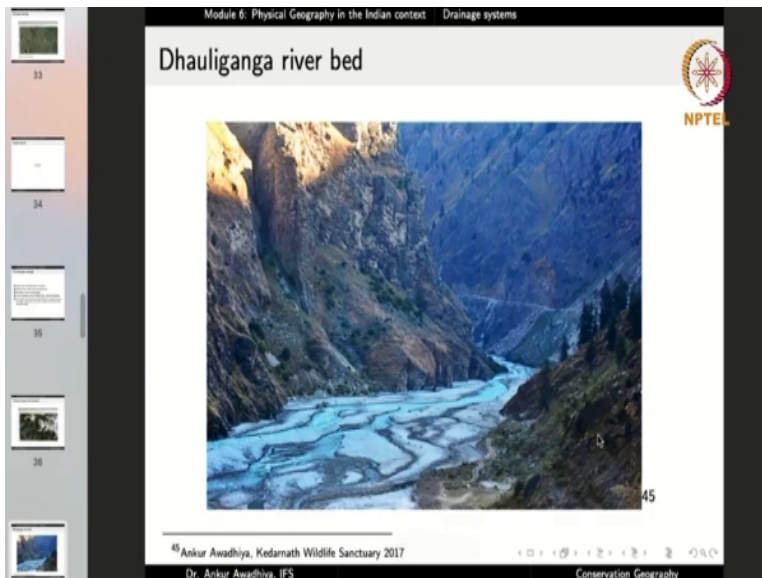 Module 6: Physical Geography in the Indian context Drainage systems
Dhauliganga river bed
NPTEL
33
34
35
36
45
45 Ankur Awadhiya, Kedarnath Wildlife Sanctuary 2017
Dr. Ankur Awadhiya, IFS Conservation Geography